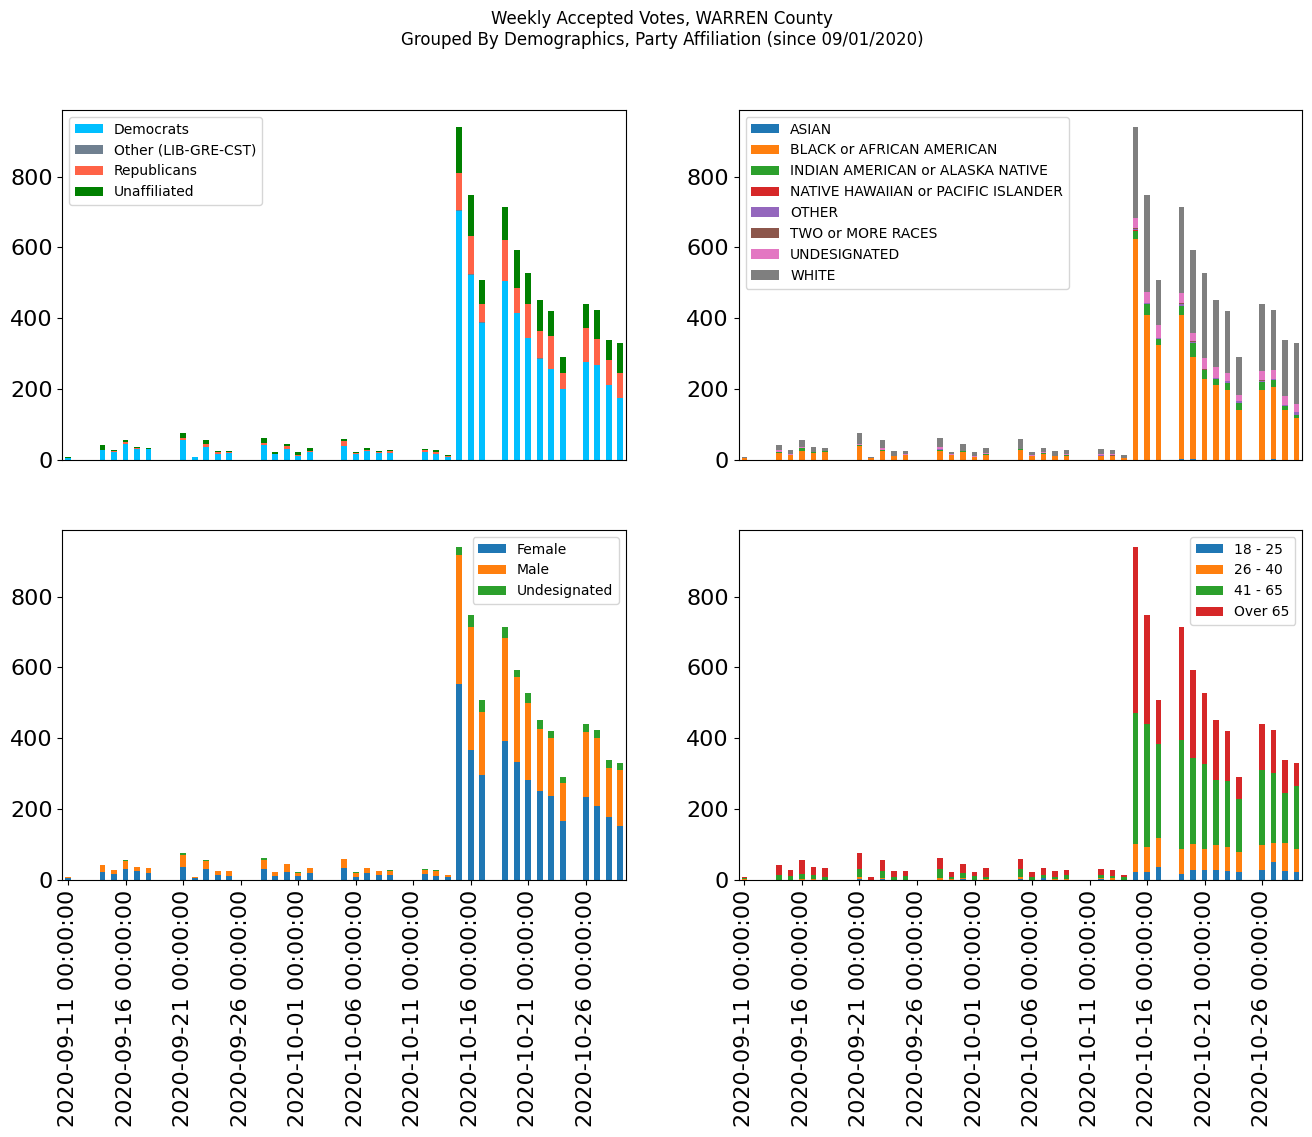 Weekly Accepted Votes, WARREN County
Grouped By Demographics, Party Affiliation (since 09/01/2020)
Democrats
Other (LIB-GRE-CST)
Republicans
Unaffiliated
800
600
400
200
0
ASIAN
BLACK or AFRICAN AMERICAN
INDIAN AMERICAN or ALASKA NATIVE
NATIVE HAWAIIAN or PACIFIC ISLANDER
OTHER
TWO or MORE RACES
UNDESIGNATED
WHITE
800
600
400
200
0
Female
Male
Undesignated
800
600
400
200
0
2020-09-11 00:00:00
2020-09-16 00:00:00
2020-09-21 00:00:00
2020-09-26 00:00:00
2020-10-01 00:00:00
2020-10-06 00:00:00
2020-10-11 00:00:00
2020-10-16 00:00:00
2020-10-21 00:00:00
2020-10-26 00:00:00
18 - 25
26 - 40
41 - 65
Over 65
800
600
400
200
0
2020-09-11 00:00:00
2020-09-16 00:00:00
2020-09-21 00:00:00
2020-09-26 00:00:00
2020-10-01 00:00:00
2020-10-06 00:00:00
2020-10-11 00:00:00
2020-10-16 00:00:00
2020-10-21 00:00:00
2020-10-26 00:00:00